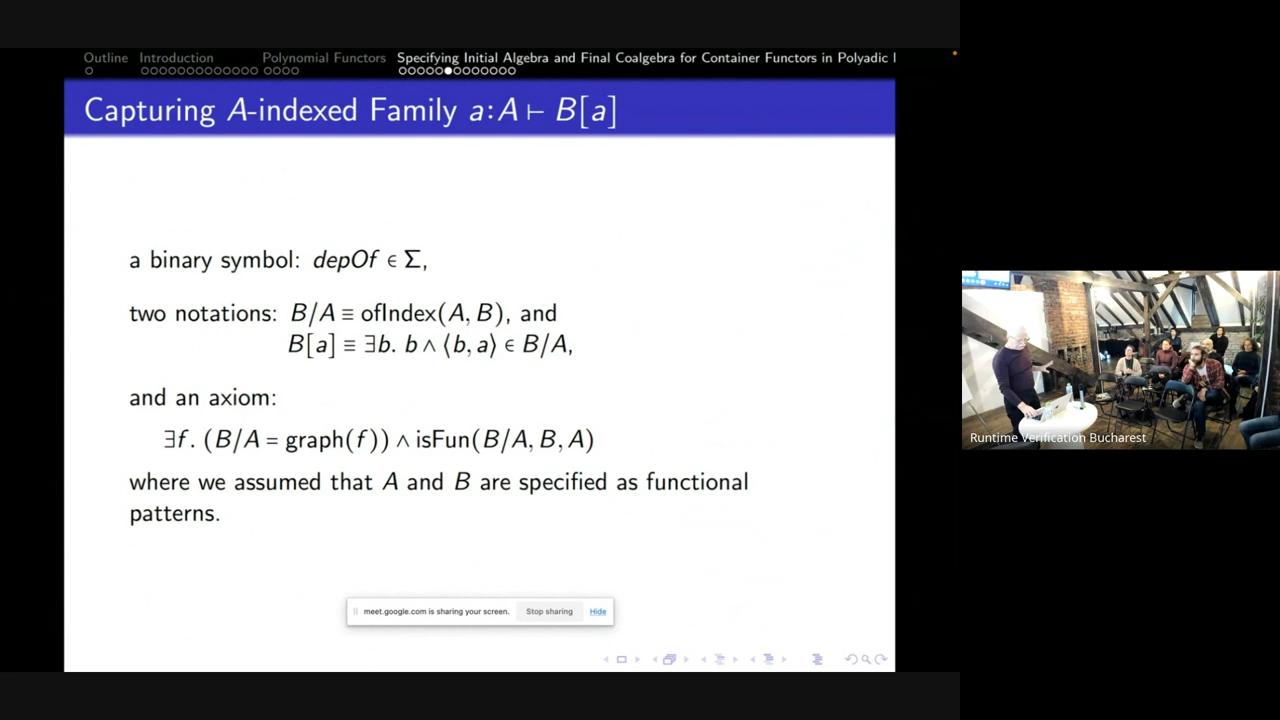 Outline Introduction Polynomial Functors Specifying Initial Algebra and Final Coalgebra for Container Functors in Polyadic
Capturing A-indexed Family a:A ⊢ B[a]
a binary symbol: depOf ∈ Σ,
two notations: B/A ≡ ofIndex(A, B), and
B[a] ≡ ∃b. b ∧ ⟨b, a⟩ ∈ B/A,
and an axiom:
∃f. (B/A = graph(f)) ∧ isFun(B/A, B, A)
where we assumed that A and B are specified as functional
patterns.
meet.google.com is sharing your screen. Stop sharing Hide
Runtime Verification Bucharest